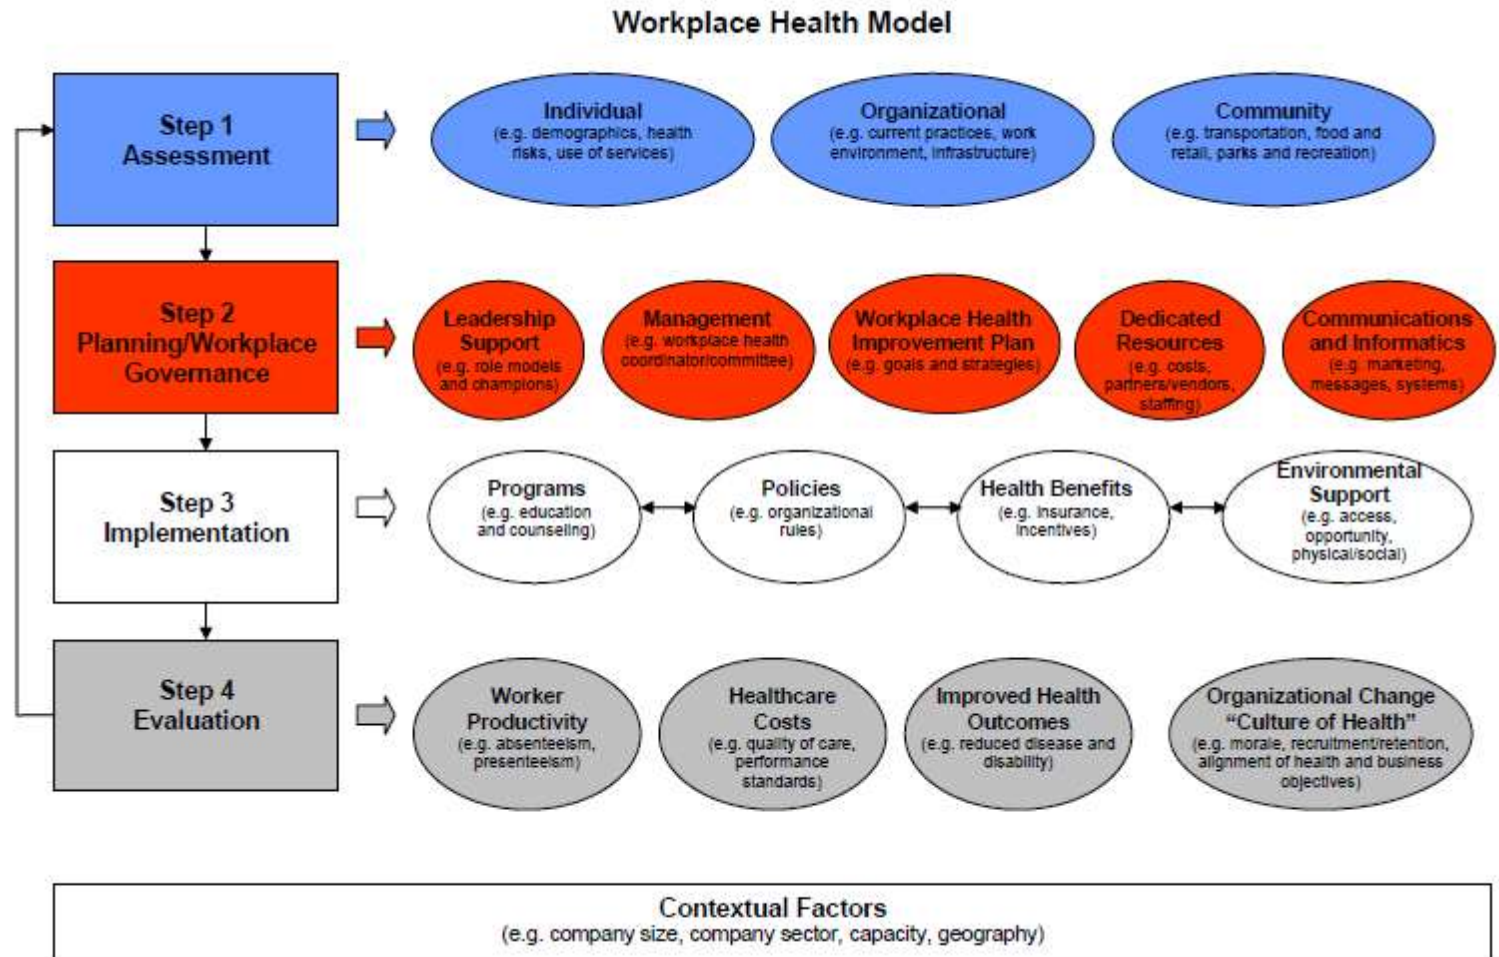 Workplace Health Model
Step 1
Assessment
Individual
(e.g. demographics, health
risks, use of services)
Organizational
(e.g. current practices, work
environment, infrastructure)
Community
(e.g. transportation, food and
retail, parks and recreation)
Step 2
Planning/Workplace
Governance
Leadership
Support
(e.g. role models
and champions)
Management
(e.g. workplace health
coordinator/committee)
Workplace Health
Improvement Plan
(e.g. goals and strategies)
Dedicated
Resources
(e.g. costs,
partners/vendors,
staffing)
Communications
and Informatics
(e.g. marketing,
messages, systems)
Step 3
Implementation
Programs
(e.g. education
and counseling)
Policies
(e.g. organizational
rules)
Health Benefits
(e.g. insurance,
incentives)
Environmental
Support
(e.g. access,
opportunity,
physical/social)
Step 4
Evaluation
Worker
Productivity
(e.g. absenteeism,
presenteeism)
Healthcare
Costs
(e.g. quality of care,
performance
standards)
Improved Health
Outcomes
(e.g. reduced disease and
disability)
Organizational Change
“Culture of Health”
(e.g. morale, recruitment/retention,
alignment of health and business
objectives)
Contextual Factors
(e.g. company size, company sector, capacity, geography)